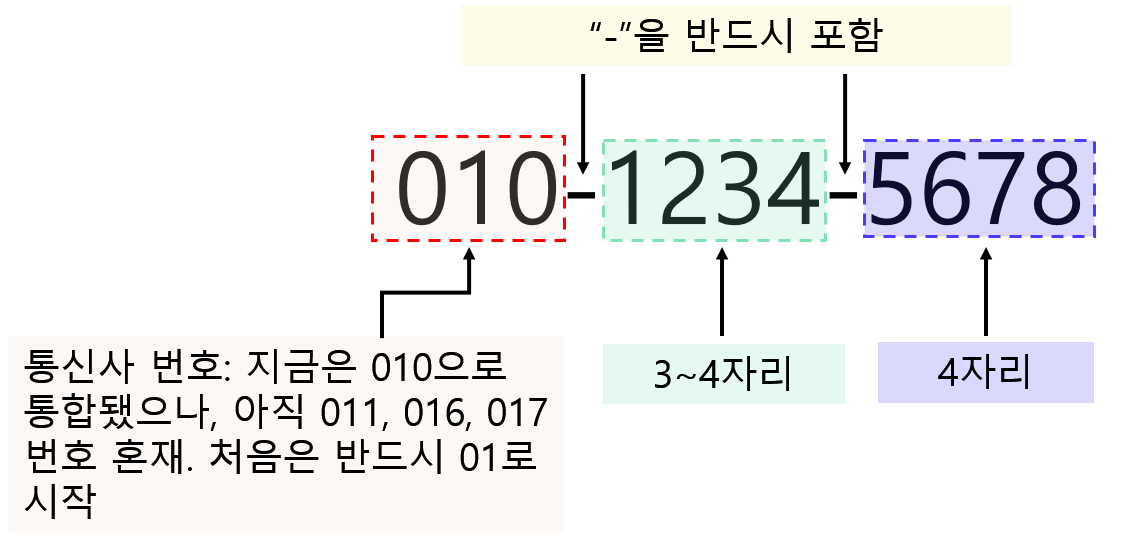 “-”을 반드시 포함
010-1234-5678
통신사 번호: 지금은 010으로
통합됐으나, 아직 011, 016, 017
번호 혼재. 처음은 반드시 01로
시작
3~4자리
4자리